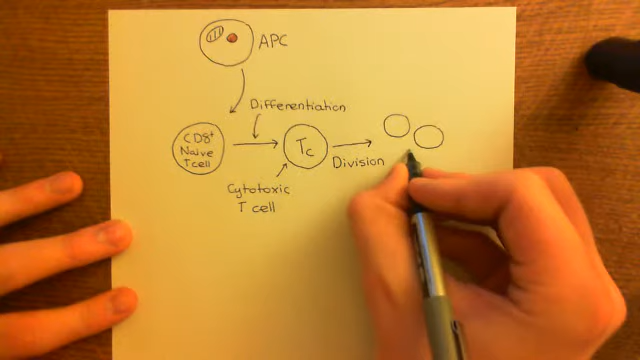 APC
Differentiation
CD8+
Naive
T cell
Tc
Division
Cytotoxic
T cell